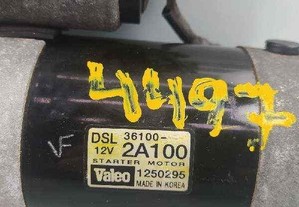 4497
VF
DSL 36100-
12V 2A100
STARTER MOTOR
Valeo 1250295
MADE IN KOREA